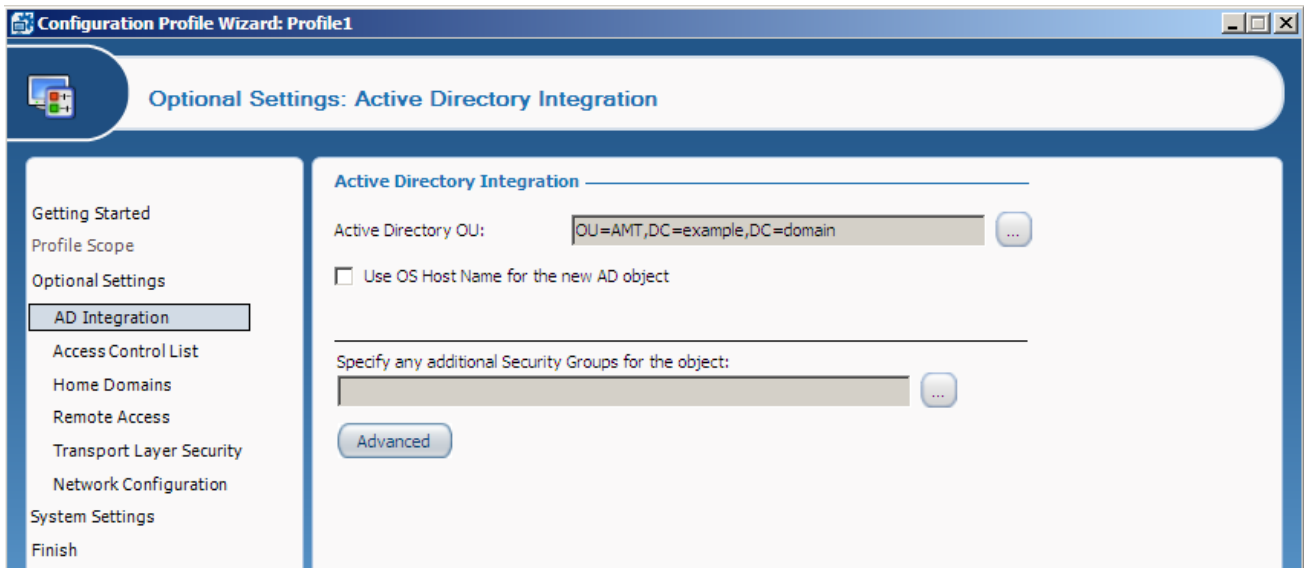 Configuration Profile Wizard: Profile1
Optional Settings: Active Directory Integration
Getting Started
Profile Scope
Optional Settings
AD Integration
Access Control List
Home Domains
Remote Access
Transport Layer Security
Network Configuration
System Settings
Finish
Active Directory Integration
Active Directory OU: OU=AMT,DC=example,DC=domain ...
Use OS Host Name for the new AD object
Specify any additional Security Groups for the object:
...
Advanced